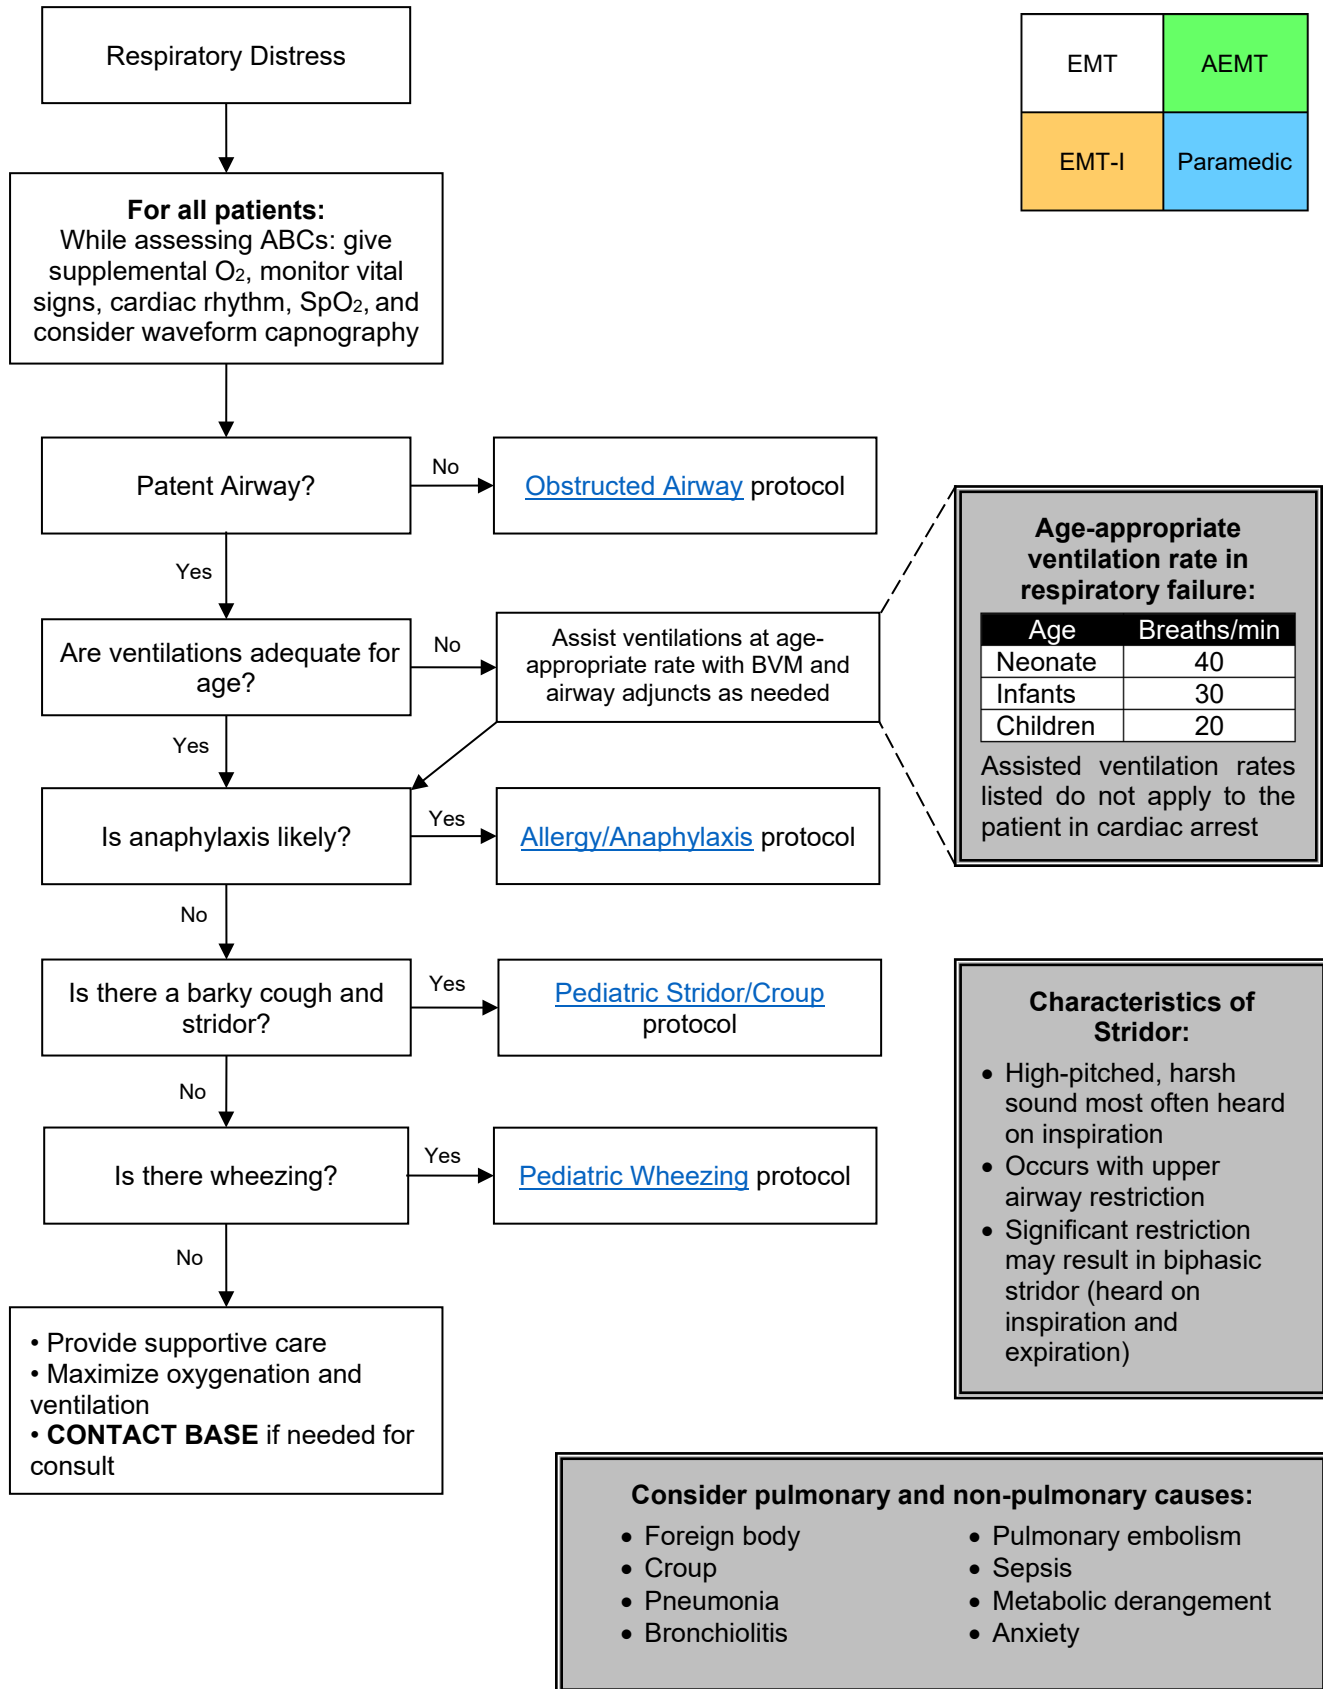 Respiratory Distress
EMT
AEMT
EMT-I
Paramedic
For all patients:
While assessing ABCs: give
supplemental O₂, monitor vital
signs, cardiac rhythm, SpO₂, and
consider waveform capnography
Patent Airway?
No
Obstructed Airway protocol
Yes
Are ventilations adequate for
age?
No
Assist ventilations at age-
appropriate rate with BVM and
airway adjuncts as needed
Age-appropriate
ventilation rate in
respiratory failure:
Age Breaths/min
Neonate 40
Infants 30
Children 20
Assisted ventilation rates
listed do not apply to the
patient in cardiac arrest
Yes
Is anaphylaxis likely?
Yes
Allergy/Anaphylaxis protocol
No
Is there a barky cough and
stridor?
Yes
Pediatric Stridor/Croup
protocol
Characteristics of
Stridor:
• High-pitched, harsh
sound most often heard
on inspiration
• Occurs with upper
airway restriction
• Significant restriction
may result in biphasic
stridor (heard on
inspiration and
expiration)
No
Is there wheezing?
Yes
Pediatric Wheezing protocol
No
• Provide supportive care
• Maximize oxygenation and
ventilation
• CONTACT BASE if needed for
consult
Consider pulmonary and non-pulmonary causes:
• Foreign body
• Croup
• Pneumonia
• Bronchiolitis
• Pulmonary embolism
• Sepsis
• Metabolic derangement
• Anxiety